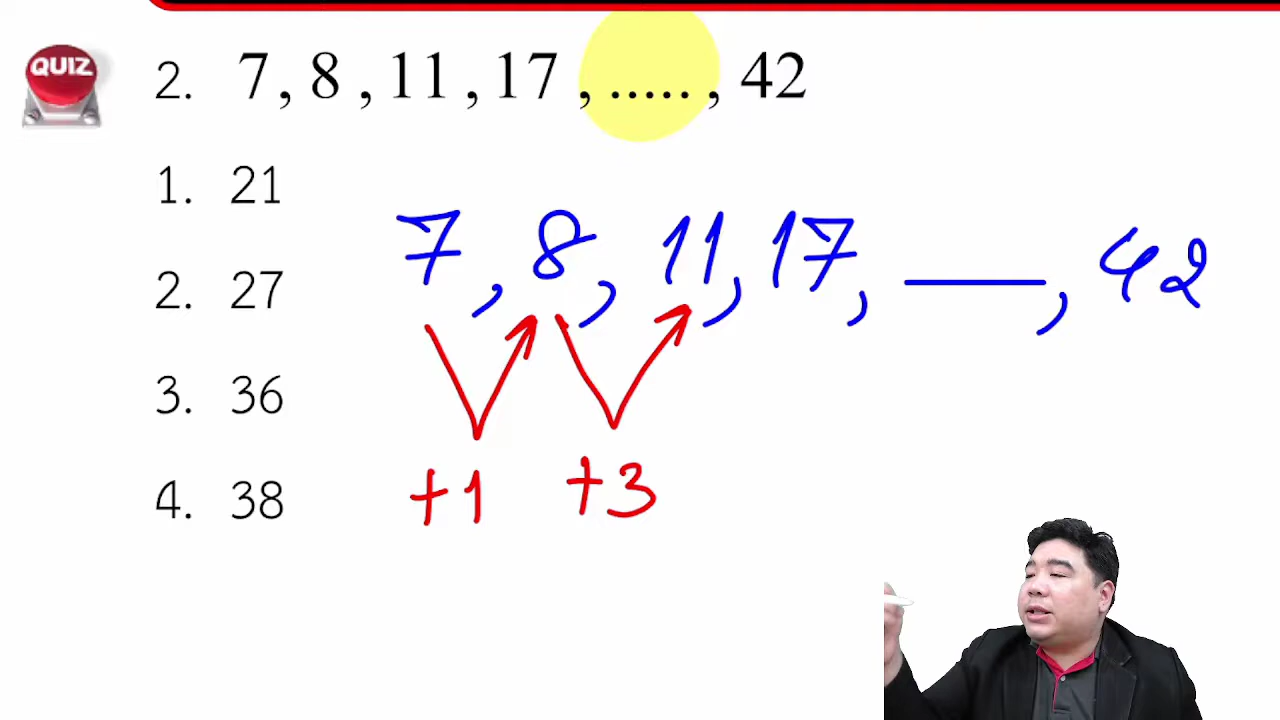 QUIZ
2. 7 , 8 , 11 , 17 , ..... , 42
1. 21
2. 27
3. 36
4. 38
7 , 8 , 11 , 17 , ___ , 42
+1 +3